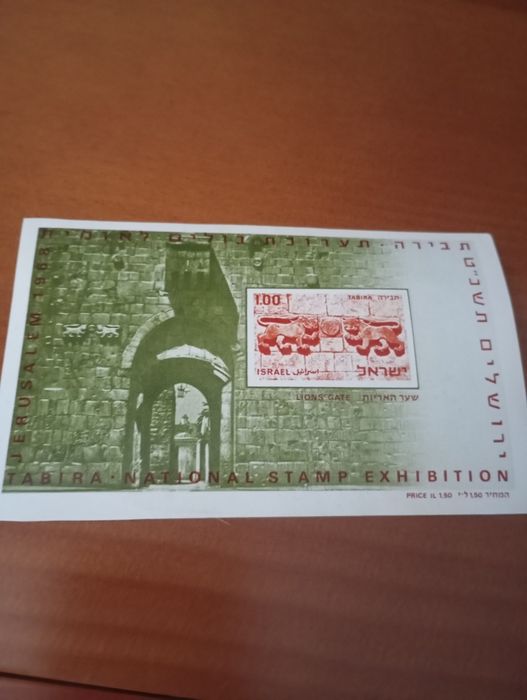 תבירה · תערוכת בולים לאומית
JERUSALEM 1968
ירושלים תשכ"ט
1.00
TABIRA תבירה
ISRAEL اسرائيل ישראל
LIONS' GATE שער האריות
TABIRA · NATIONAL STAMP EXHIBITION
PRICE IL 1.50 המחיר 1.50 ל"י